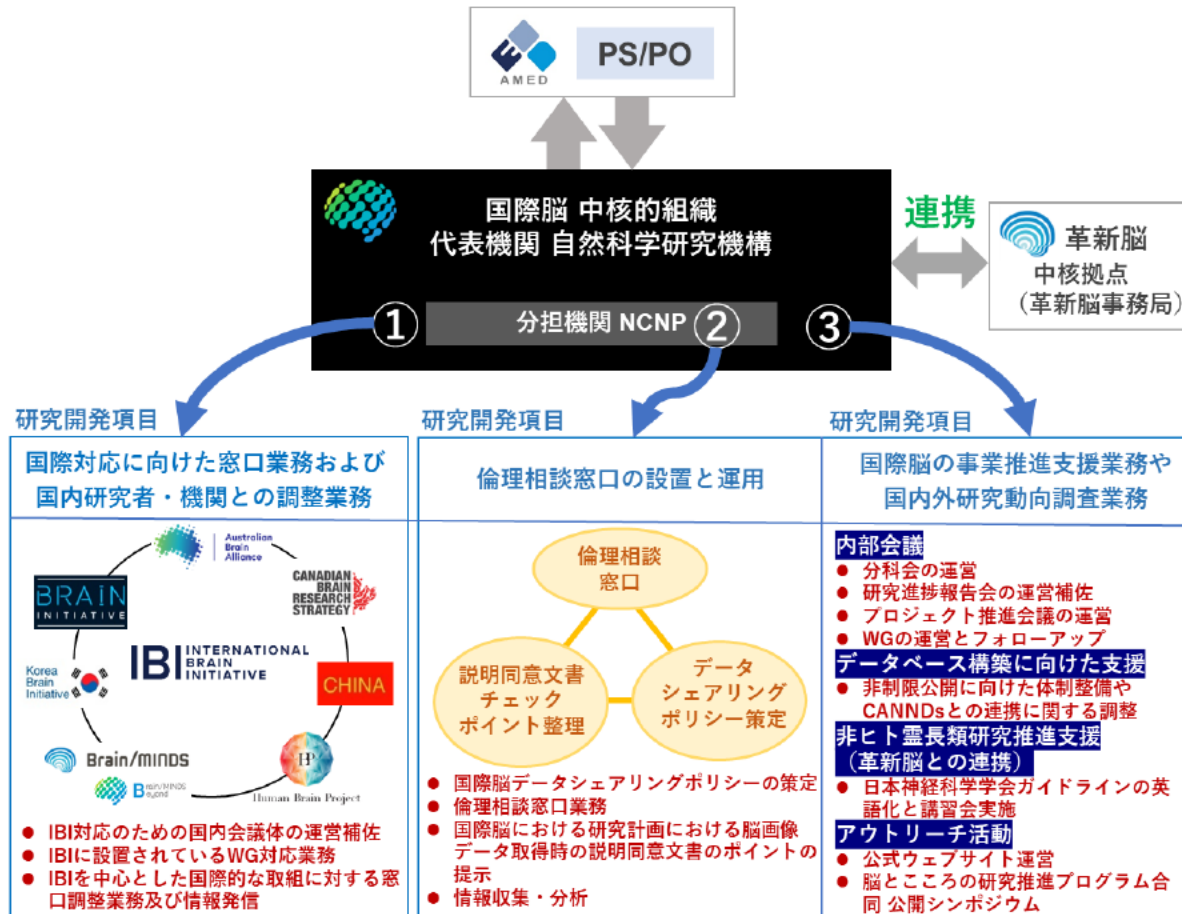 AMED
PS/PO
国際脳 中核的組織
代表機関 自然科学研究機構
連携
革新脳
中核拠点
（革新脳事務局）
① 分担機関 NCNP ② ③
研究開発項目
国際対応に向けた窓口業務および
国内研究者・機関との調整業務
Australian
Brain
Alliance
BRAIN
INITIATIVE
CANADIAN
BRAIN
RESEARCH
STRATEGY
IBI INTERNATIONAL
BRAIN
INITIATIVE
Korea
Brain
Initiative
CHINA
Brain/MINDS
Brain/MINDS
Beyond
HP
Human Brain Project
● IBI対応のための国内会議体の運営補佐
● IBIに設置されているWG対応業務
● IBIを中心とした国際的な取組に対する窓
口調整業務及び情報発信
研究開発項目
倫理相談窓口の設置と運用
倫理相談
窓口
説明同意文書
チェック
ポイント整理
データ
シェアリング
ポリシー策定
● 国際脳データシェアリングポリシーの策定
● 倫理相談窓口業務
● 国際脳における研究計画における脳画像
データ取得時の説明同意文書のポイントの
提示
● 情報収集・分析
研究開発項目
国際脳の事業推進支援業務や
国内外研究動向調査業務
内部会議
● 分科会の運営
● 研究進捗報告会の運営補佐
● プロジェクト推進会議の運営
● WGの運営とフォローアップ
データベース構築に向けた支援
● 非制限公開に向けた体制整備や
CANNDsとの連携に関する調整
非ヒト霊長類研究推進支援
（革新脳との連携）
● 日本神経科学学会ガイドラインの英
語化と講習会実施
アウトリーチ活動
● 公式ウェブサイト運営
● 脳とこころの研究推進プログラム合
同 公開シンポジウム